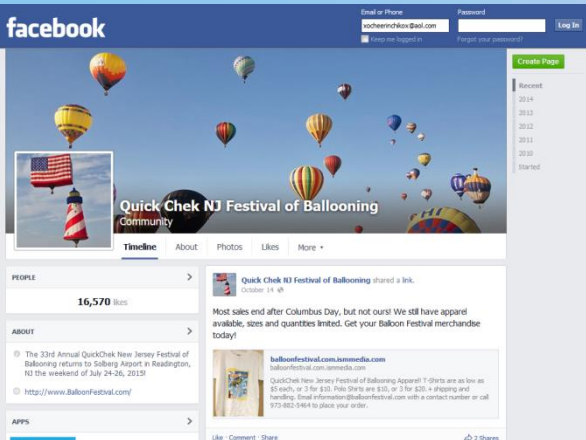 facebook
Email or Phone
Password
xocheerinchikox@aol.com
Log In
Keep me logged in
Forgot your password?
Create Page
Recent
2014
2013
2012
2011
2010
Started
Quick Chek NJ Festival of Ballooning
Community
Timeline
About
Photos
Likes
More
PEOPLE
16,570 likes
ABOUT
The 33rd Annual QuickChek New Jersey Festival of
Ballooning returns to Solberg Airport in Readington,
NJ the weekend of July 24-26, 2015!
http://www.BalloonFestival.com/
APPS
Quick Chek NJ Festival of Ballooning shared a link.
October 14
Most sales end after Columbus Day, but not ours! We still have apparel
available, sizes and quantities limited. Get your Balloon Festival merchandise
today!
balloonfestival.com.ismmedia.com
balloonfestival.com.ismmedia.com
QuickChek New Jersey Festival of Ballooning Apparel! T-Shirts are as low as
$5 each, or 3 for $10. Polo Shirts are $10, or 3 for $20. + shipping and
handling. Email information@balloonfestival.com with a contact number or call
973-882-5464 to place your order.
Like · Comment · Share
2 Shares